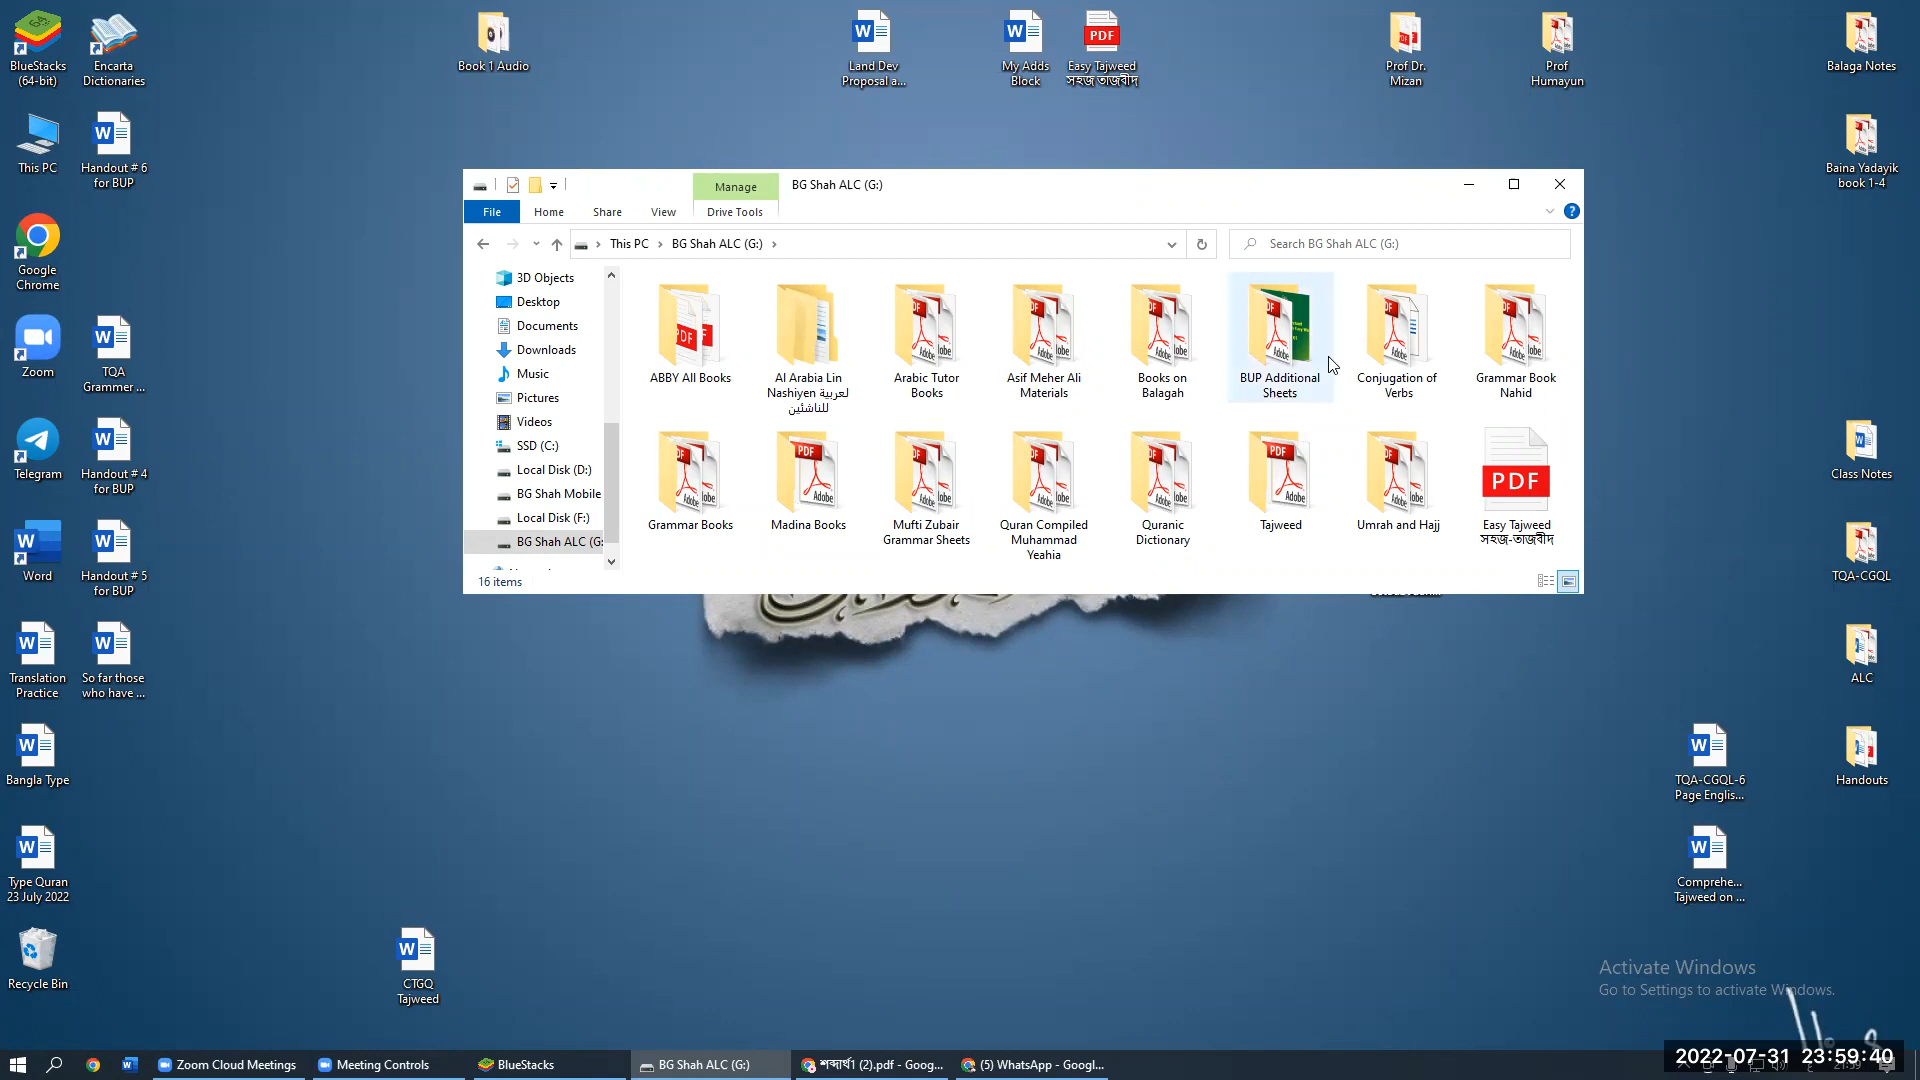 BlueStacks
(64-bit)
Encarta
Dictionaries
Book 1 Audio
Land Dev
Proposal a...
My Adds
Block
Easy Tajweed
সহজ তাজবীদ
Prof Dr.
Mizan
Prof
Humayun
Balaga Notes
This PC
Handout # 6
for BUP
Baina Yadayik
book 1-4
Google
Chrome
Zoom
TQA
Grammer ...
Telegram
Handout # 4
for BUP
Class Notes
Word
Handout # 5
for BUP
TQA-CGQL
Translation
Practice
So far those
who have ...
ALC
Bangla Type
TQA-CGQL-6
Page Englis...
Handouts
Type Quran
23 July 2022
Comprehe...
Tajweed on ...
Recycle Bin
CTGQ
Tajweed
Manage
BG Shah ALC (G:)
File
Home
Share
View
Drive Tools
This PC
BG Shah ALC (G:)
Search BG Shah ALC (G:)
3D Objects
Desktop
Documents
Downloads
Music
Pictures
Videos
SSD (C:)
Local Disk (D:)
BG Shah Mobile
Local Disk (F:)
BG Shah ALC (G:
ABBY All Books
Al Arabia Lin
Nashiyen لعربية
للناشئين
Arabic Tutor
Books
Asif Meher Ali
Materials
Books on
Balagah
BUP Additional
Sheets
Conjugation of
Verbs
Grammar Book
Nahid
Grammar Books
Madina Books
Mufti Zubair
Grammar Sheets
Quran Compiled
Muhammad
Yeahia
Quranic
Dictionary
Tajweed
Umrah and Hajj
PDF
Easy Tajweed
সহজ-তাজবীদ
16 items
Activate Windows
Go to Settings to activate Windows.
Zoom Cloud Meetings
Meeting Controls
BlueStacks
BG Shah ALC (G:)
শব্দার্থ1 (2).pdf - Goog...
(5) WhatsApp - Googl...
2022-07-31 23:59:40